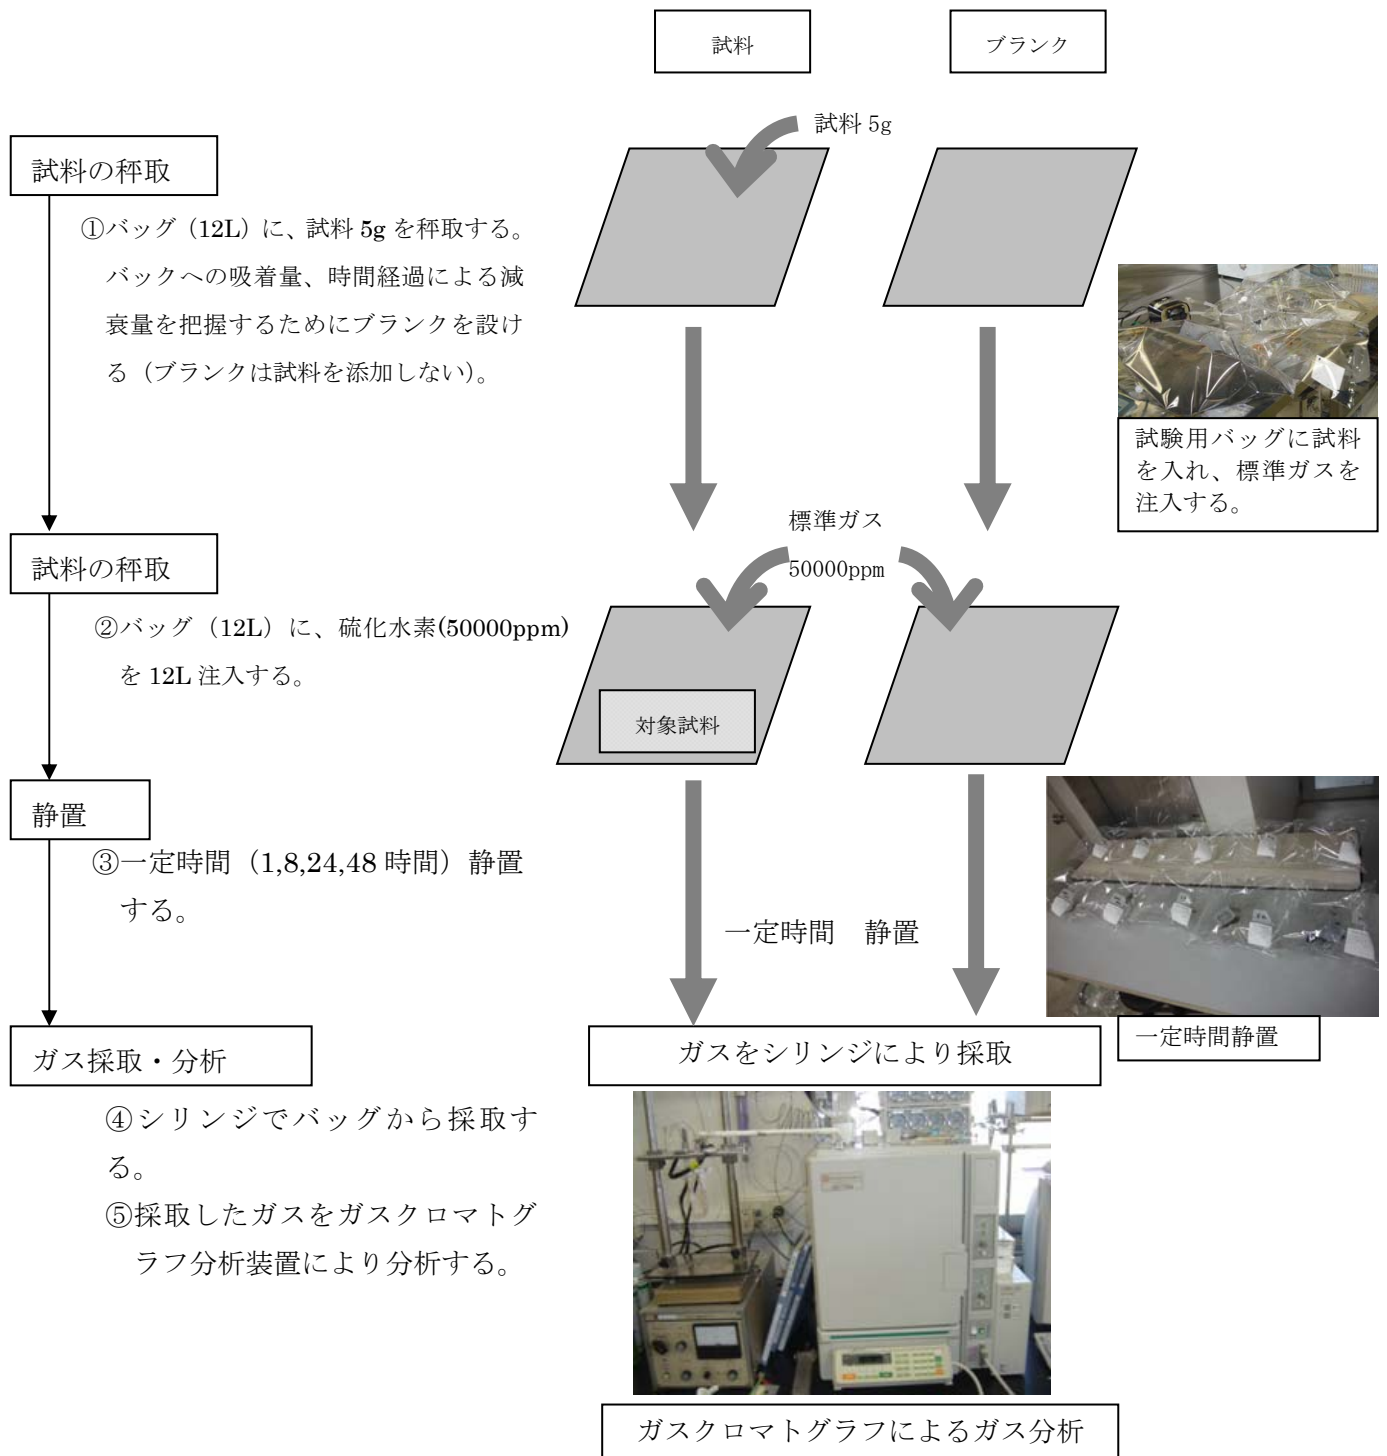 試料
ブランク
試料 5g
試料の秤取
①バッグ（12L）に、試料 5g を秤取する。
バックへの吸着量、時間経過による減
衰量を把握するためにブランクを設け
る（ブランクは試料を添加しない）。
試験用バッグに試料
を入れ、標準ガスを
注入する。
標準ガス
50000ppm
試料の秤取
②バッグ（12L）に、硫化水素(50000ppm)
を 12L 注入する。
対象試料
静置
③一定時間（1,8,24,48 時間）静置
する。
一定時間　静置
一定時間静置
ガス採取・分析
ガスをシリンジにより採取
④シリンジでバッグから採取す
る。
⑤採取したガスをガスクロマトグ
ラフ分析装置により分析する。
ガスクロマトグラフによるガス分析